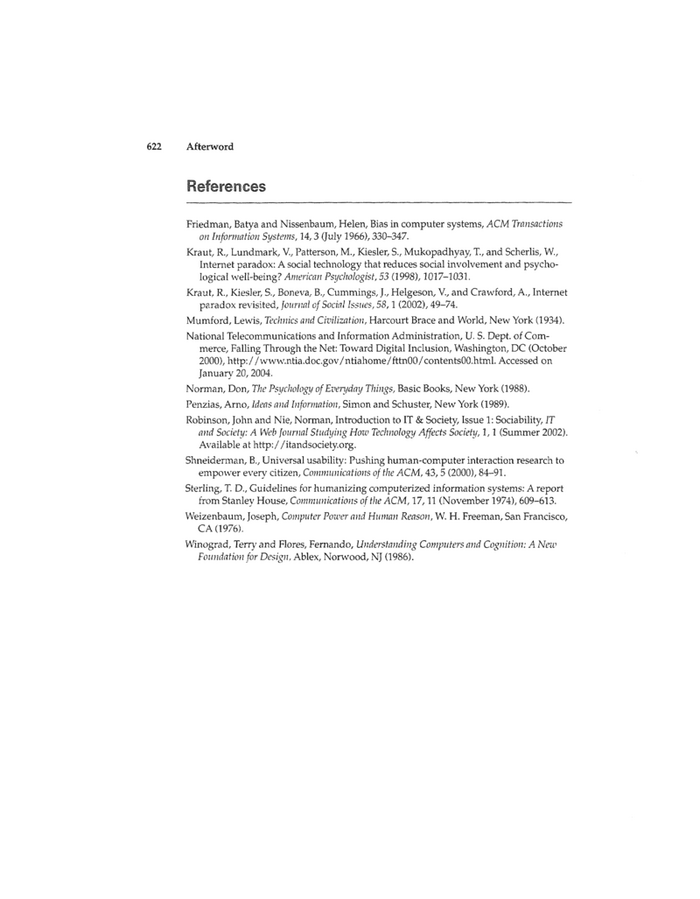 622 Afterword
References
Friedman, Batya and Nissenbaum, Helen, Bias in computer systems, ACM Transactions
on Information Systems, 14, 3 (July 1966), 330–347.
Kraut, R., Lundmark, V., Patterson, M., Kiesler, S., Mukopadhyay, T., and Scherlis, W.,
Internet paradox: A social technology that reduces social involvement and psycho-
logical well-being? American Psychologist, 53 (1998), 1017–1031.
Kraut, R., Kiesler, S., Boneva, B., Cummings, J., Helgeson, V., and Crawford, A., Internet
paradox revisited, Journal of Social Issues, 58, 1 (2002), 49–74.
Mumford, Lewis, Technics and Civilization, Harcourt Brace and World, New York (1934).
National Telecommunications and Information Administration, U. S. Dept. of Com-
merce, Falling Through the Net: Toward Digital Inclusion, Washington, DC (October
2000), http://www.ntia.doc.gov/ntiahome/fttn00/contents00.html. Accessed on
January 20, 2004.
Norman, Don, The Psychology of Everyday Things, Basic Books, New York (1988).
Penzias, Arno, Ideas and Information, Simon and Schuster, New York (1989).
Robinson, John and Nie, Norman, Introduction to IT & Society, Issue 1: Sociability, IT
and Society: A Web Journal Studying How Technology Affects Society, 1, 1 (Summer 2002).
Available at http://itandsociety.org.
Shneiderman, B., Universal usability: Pushing human-computer interaction research to
empower every citizen, Communications of the ACM, 43, 5 (2000), 84–91.
Sterling, T. D., Guidelines for humanizing computerized information systems: A report
from Stanley House, Communications of the ACM, 17, 11 (November 1974), 609–613.
Weizenbaum, Joseph, Computer Power and Human Reason, W. H. Freeman, San Francisco,
CA (1976).
Winograd, Terry and Flores, Fernando, Understanding Computers and Cognition: A New
Foundation for Design, Ablex, Norwood, NJ (1986).